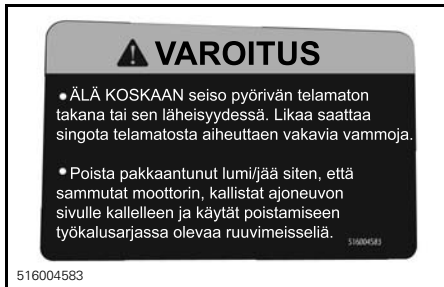 VAROITUS
• ÄLÄ KOSKAAN seiso pyörivän telamaton
takana tai sen läheisyydessä. Likaa saattaa
singota telamatosta aiheuttaen vakavia vammoja.
• Poista pakkaantunut lumi/jää siten, että
sammutat moottorin, kallistat ajoneuvon
sivulle kallelleen ja käytät poistamiseen
työkalusarjassa olevaa ruuvimeisseliä.
516004583
516004583